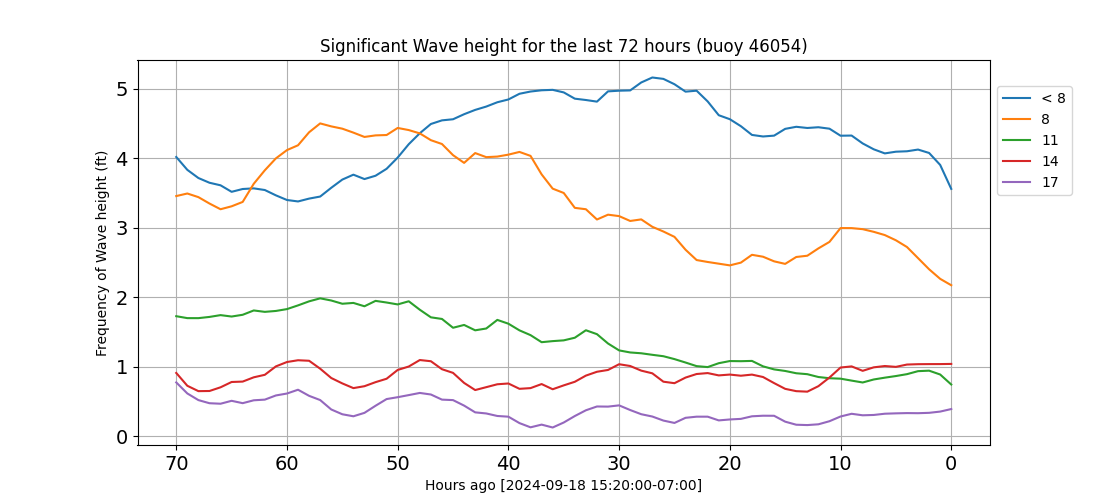 Significant Wave height for the last 72 hours (buoy 46054)
Frequency of Wave height (ft)
5
4
3
2
1
0
70 60 50 40 30 20 10 0
Hours ago [2024-09-18 15:20:00-07:00]
< 8
8
11
14
17